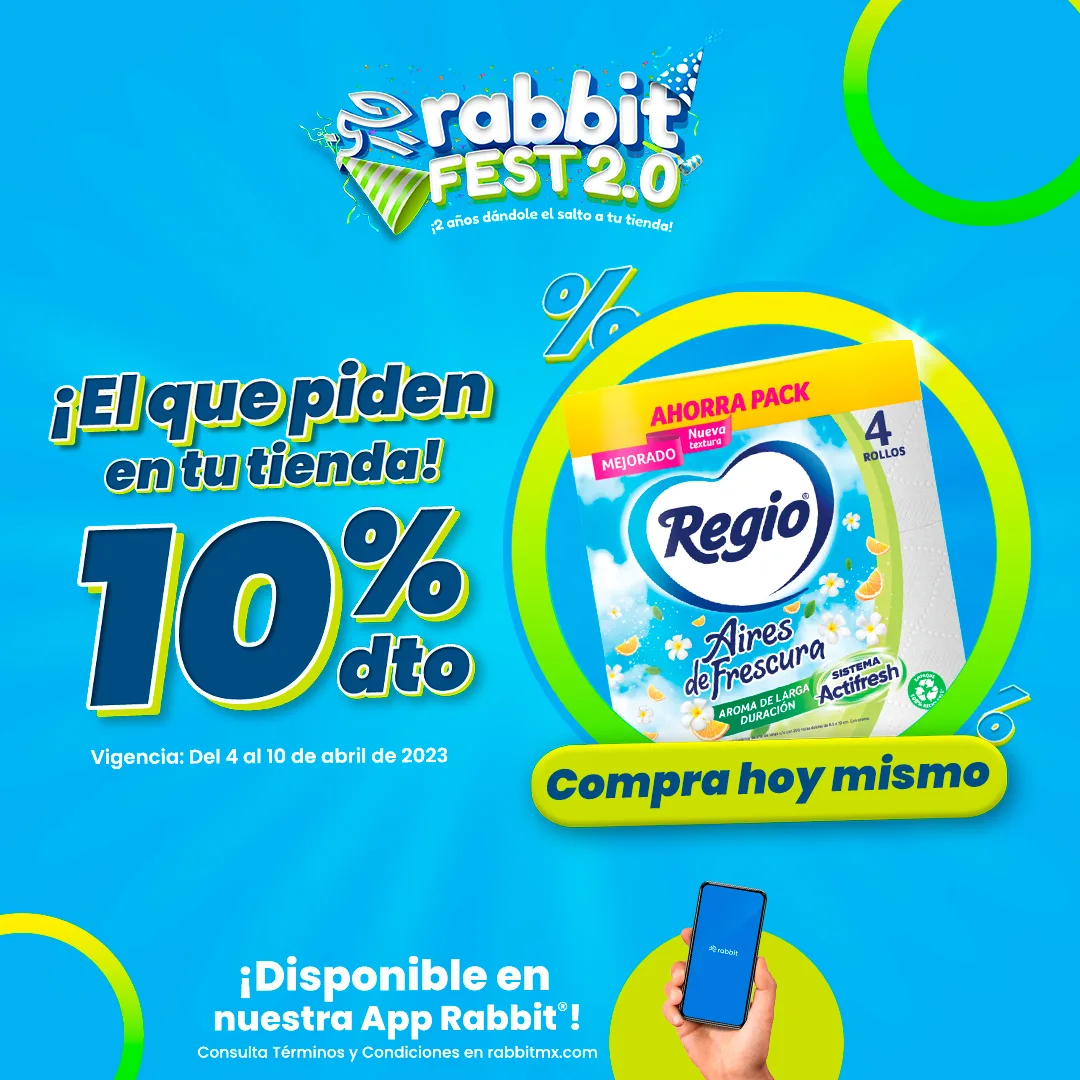 rabbit
FEST 2.0
¡2 años dándole el salto a tu tienda!
%
¡El que piden
en tu tienda!
10% dto
Vigencia: Del 4 al 10 de abril de 2023
AHORRA PACK
MEJORADO
Nueva
textura
4
ROLLOS
Regio®
Aires
de Frescura
AROMA DE LARGA
DURACIÓN
SISTEMA
Actifresh
%
Compra hoy mismo
¡Disponible en
nuestra App Rabbit®!
Consulta Términos y Condiciones en rabbitmx.com
rabbit